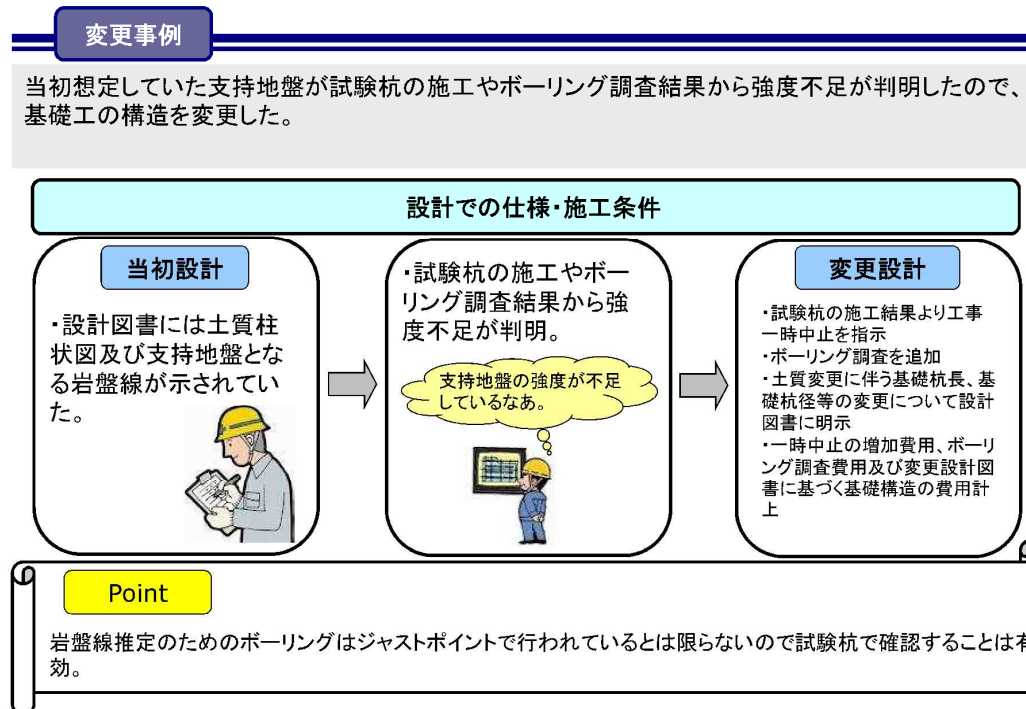 変更事例
当初想定していた支持地盤が試験杭の施工やボーリング調査結果から強度不足が判明したので、
基礎工の構造を変更した。
設計での仕様・施工条件
当初設計
・設計図書には土質柱
状図及び支持地盤とな
る岩盤線が示されてい
た。
・試験杭の施工やボー
リング調査結果から強
度不足が判明。
支持地盤の強度が不足
しているなあ。
変更設計
・試験杭の施工結果より工事
一時中止を指示
・ボーリング調査を追加
・土質変更に伴う基礎杭長、基
礎杭径等の変更について設計
図書に明示
・一時中止の増加費用、ボーリ
ング調査費用及び変更設計図
書に基づく基礎構造の費用計
上
Point
岩盤線推定のためのボーリングはジャストポイントで行われているとは限らないので試験杭で確認することは有
効。